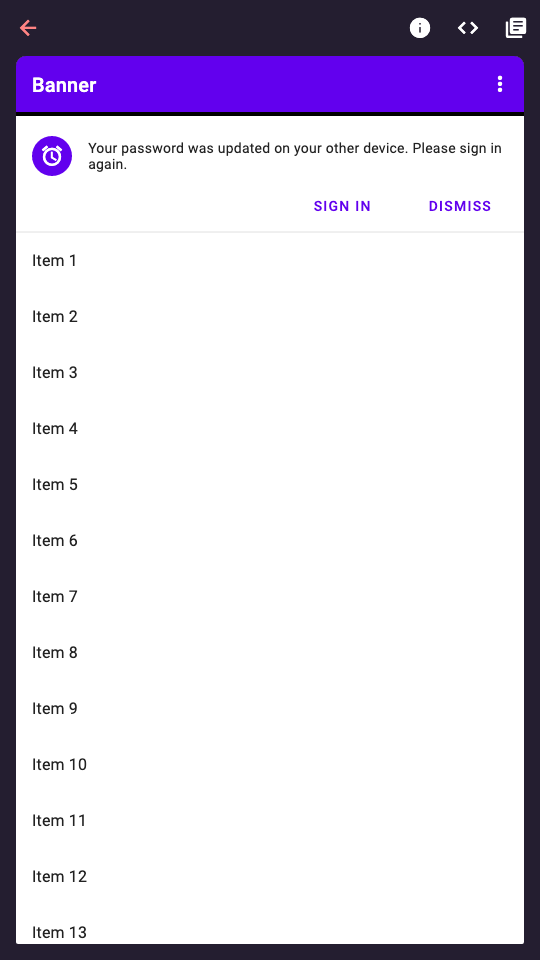 Banner
Your password was updated on your other device. Please sign in
again.
SIGN IN
DISMISS
Item 1
Item 2
Item 3
Item 4
Item 5
Item 6
Item 7
Item 8
Item 9
Item 10
Item 11
Item 12
Item 13